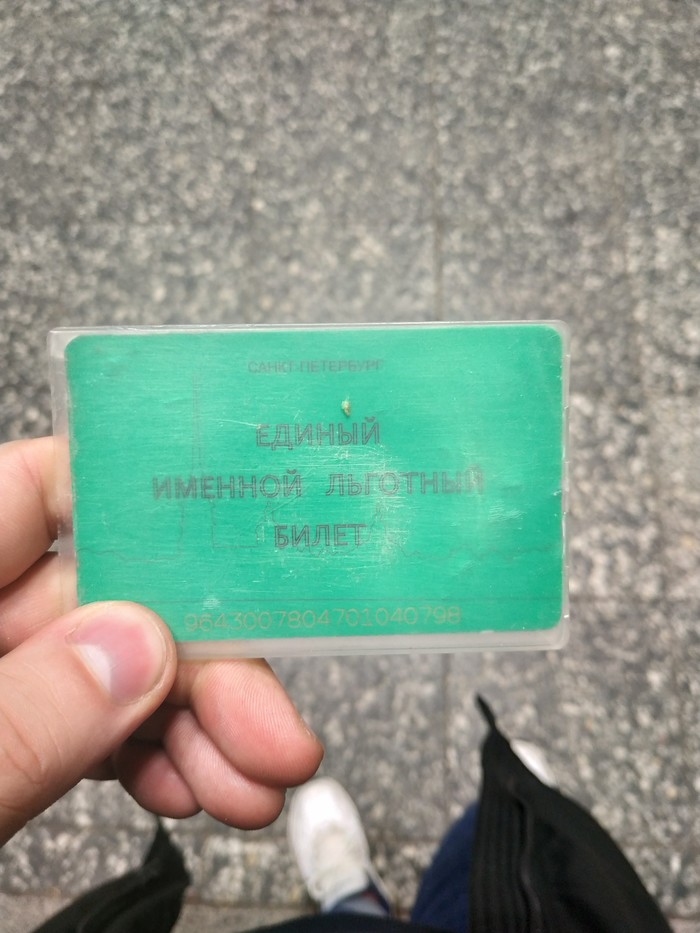 САНКТ-ПЕТЕРБУРГ
ЕДИНЫЙ
ИМЕННОЙ ЛЬГОТНЫЙ
БИЛЕТ
9643007804701040798